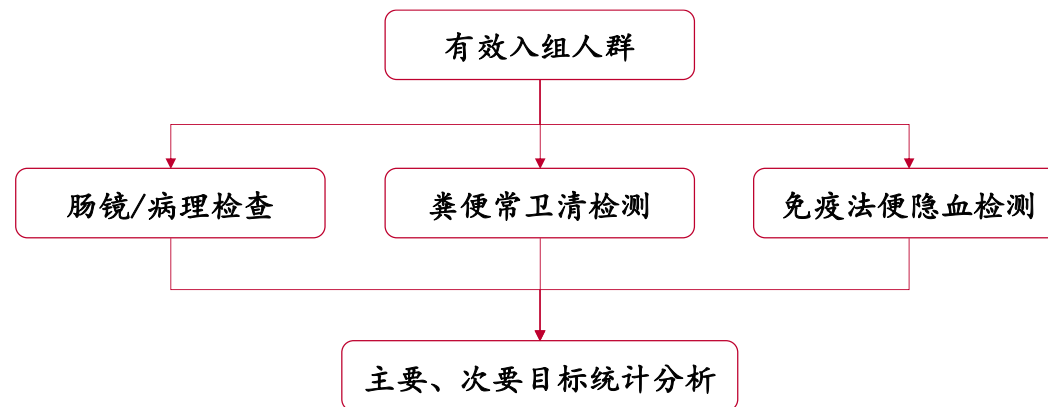 有效入组人群
肠镜/病理检查
粪便常卫清检测
免疫法便隐血检测
主要、次要目标统计分析